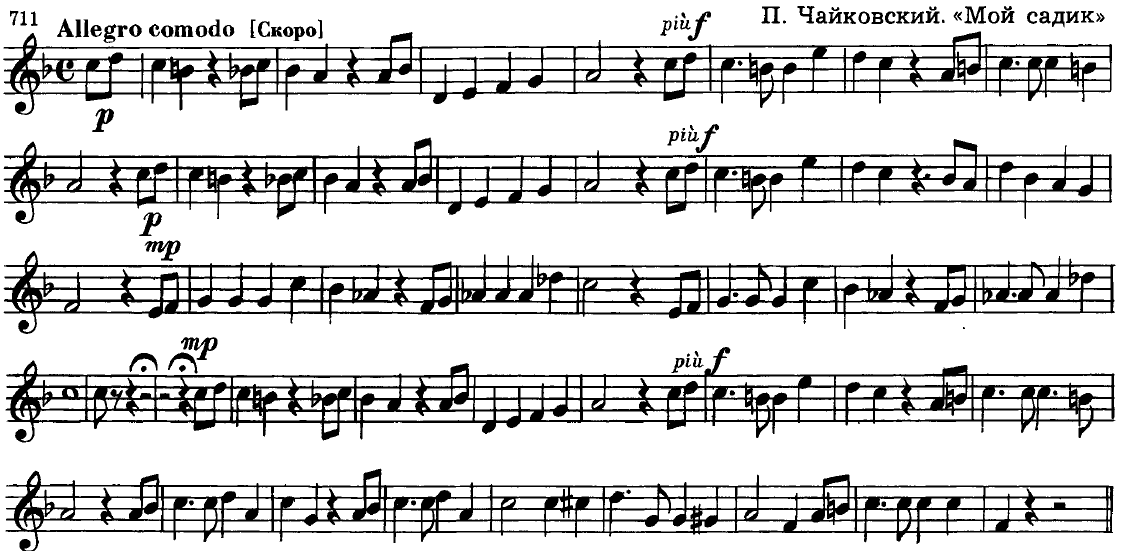 711
Allegro comodo [Скоро]
П. Чайковский. «Мой садик»
più f
p
più f
p
mp
mp
più f